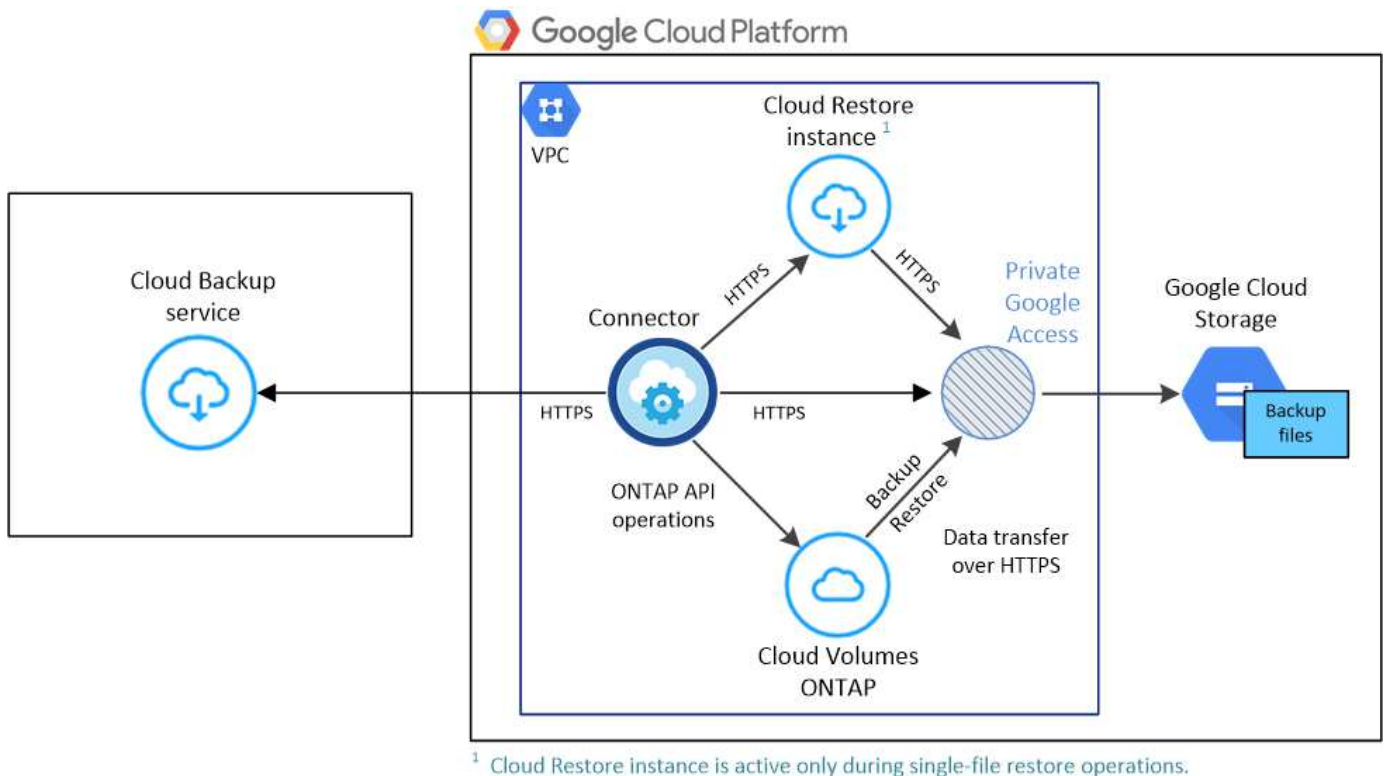 Google Cloud Platform
VPC
Cloud Restore
instance 1
Cloud Backup
service
HTTPS
HTTPS
Private
Google
Access
Google Cloud
Storage
Connector
HTTPS
HTTPS
Backup
files
ONTAP API
operations
Backup
Restore
Data transfer
over HTTPS
Cloud Volumes
ONTAP
1 Cloud Restore instance is active only during single-file restore operations.